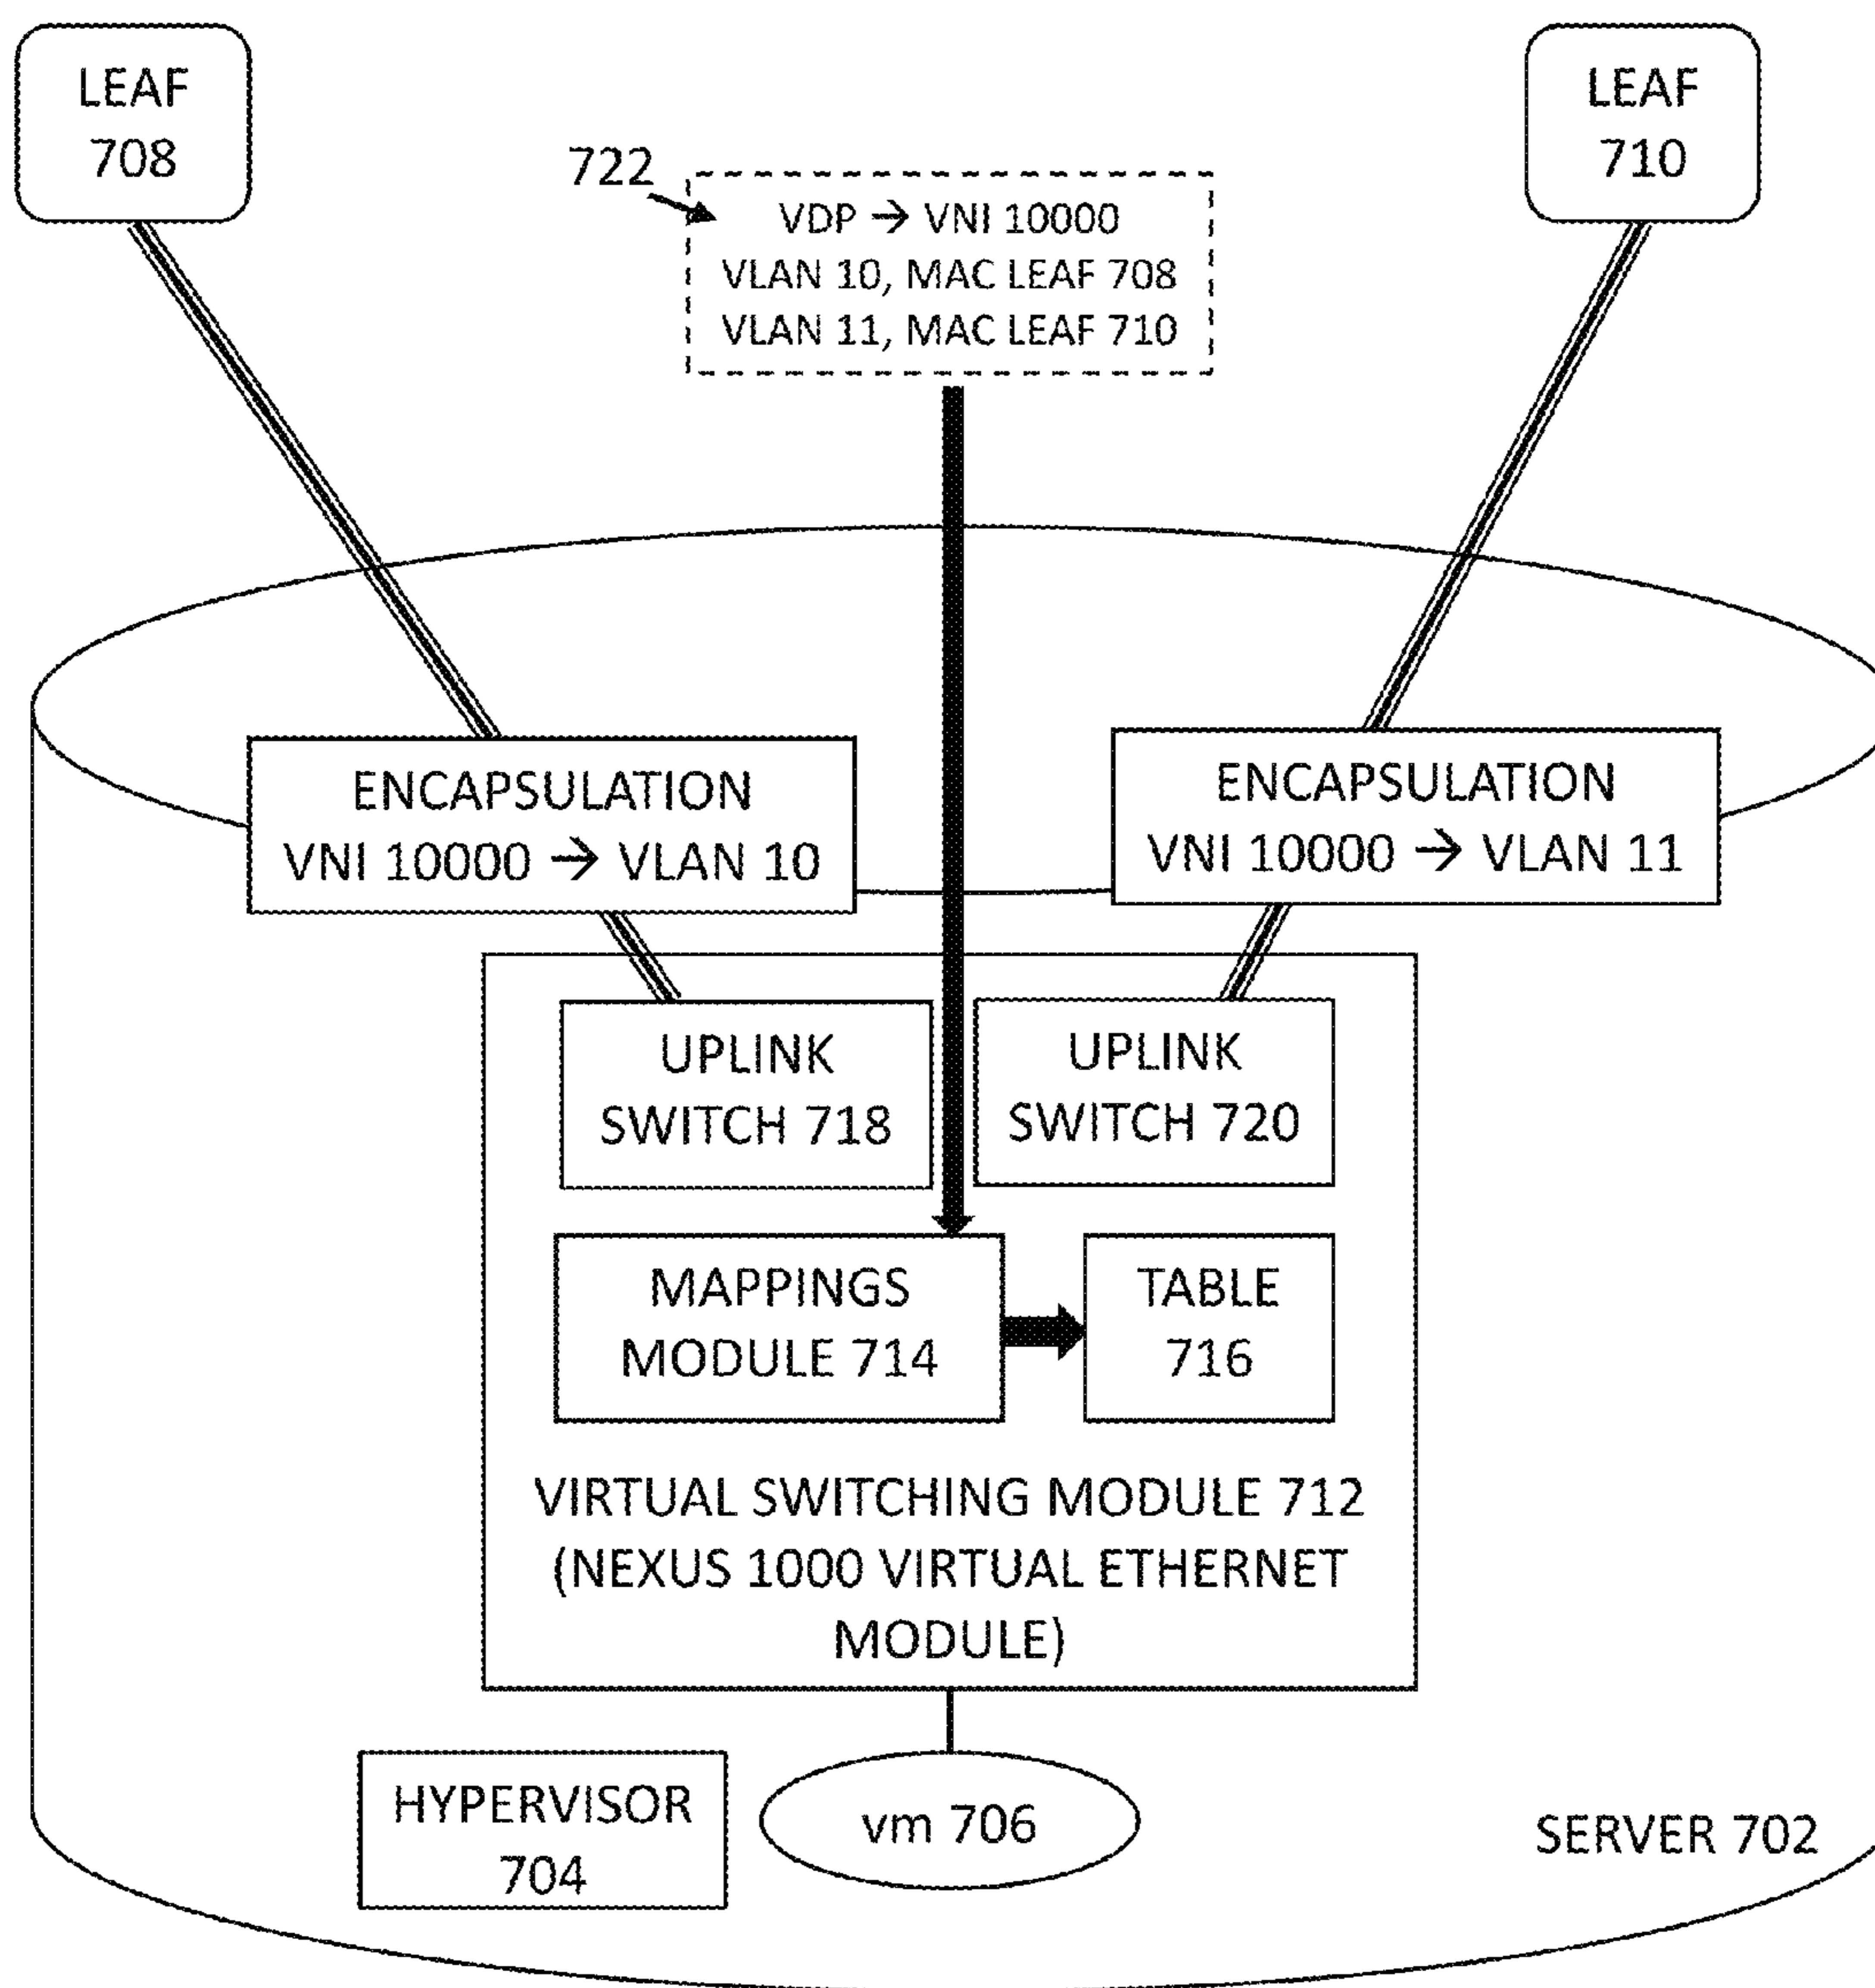 LEAF
708
LEAF
710
722
VDP → VNI 10000
VLAN 10, MAC LEAF 708
VLAN 11, MAC LEAF 710
ENCAPSULATION
VNI 10000 → VLAN 10
ENCAPSULATION
VNI 10000 → VLAN 11
UPLINK
SWITCH 718
UPLINK
SWITCH 720
MAPPINGS
MODULE 714
TABLE
716
VIRTUAL SWITCHING MODULE 712
(NEXUS 1000 VIRTUAL ETHERNET
MODULE)
HYPERVISOR
704
vm 706
SERVER 702